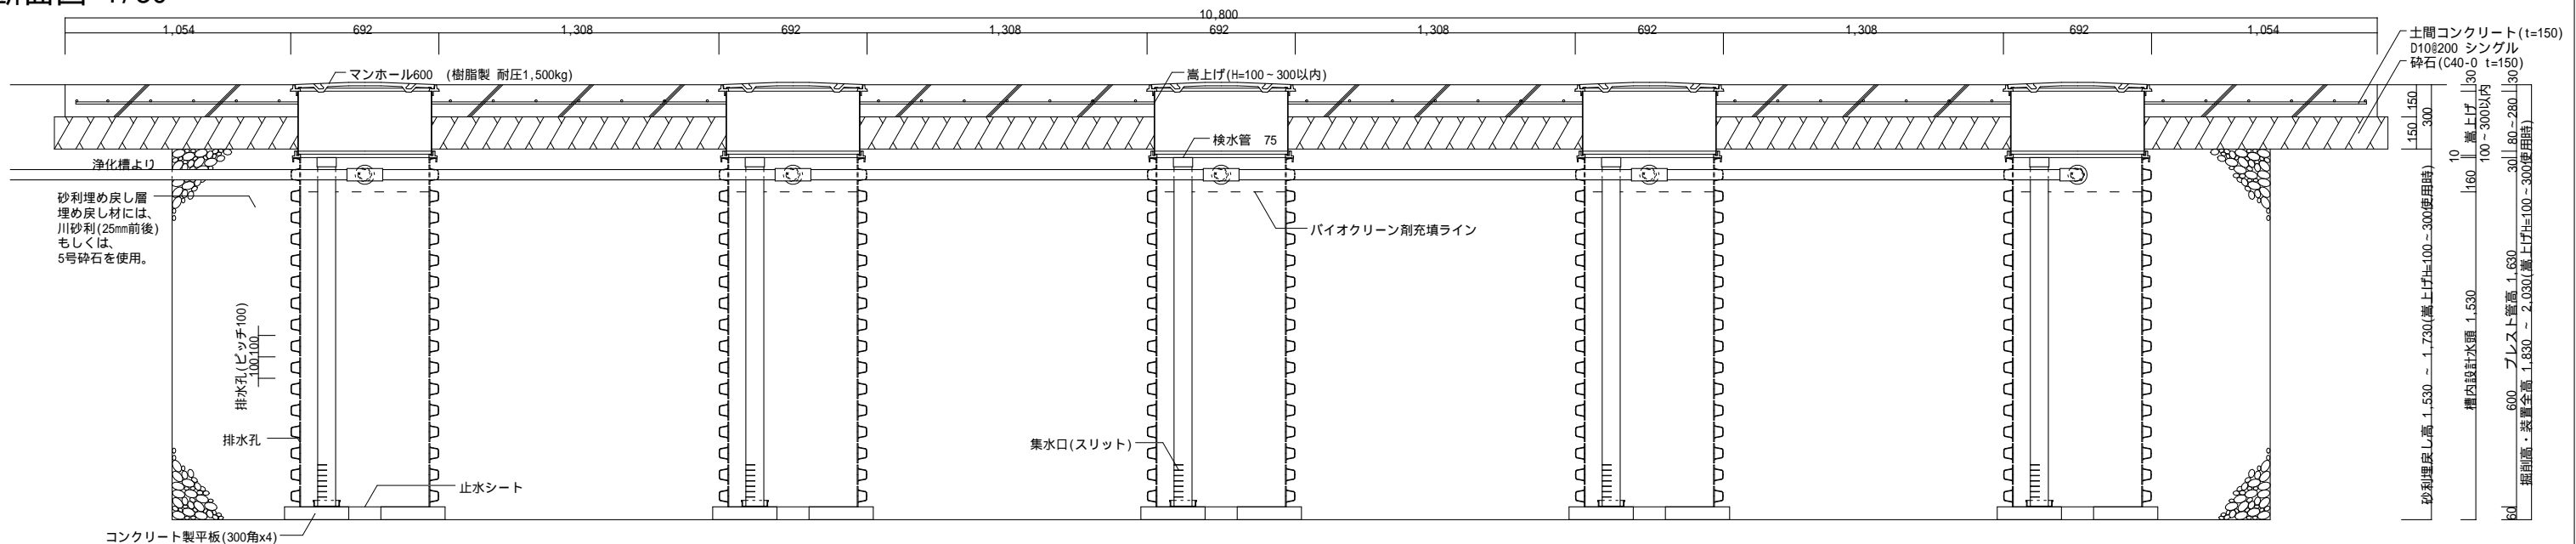 10,800
1,054
692
1,308
692
1,308
692
1,308
692
1,308
692
1,054
土間コンクリート(t=150)
D10@200 シングル
砕石(C40-0 t=150)
マンホール600 (樹脂製 耐圧1,500kg)
嵩上げ(H=100~300以内)
検水管 75
浄化槽より
砂利埋め戻し層
埋め戻し材には、
川砂利(25㎜前後)
もしくは、
5号砕石を使用。
バイオクリーン剤充填ライン
排水孔(ピッチ100)
100
100
排水孔
集水口(スリット)
止水シート
コンクリート製平板(300角x4)
150
150
300
砂利埋戻し高 1,530 ~ 1,730(嵩上げH=100~300使用時)
30
嵩上げ
100~300以内
10
160
槽内設計水頭 1,530
30
80~280
30
600 プレスト管高 1,630
60
掘削高・装置全高 1,830 ~ 2,030(嵩上げH=100~300使用時)